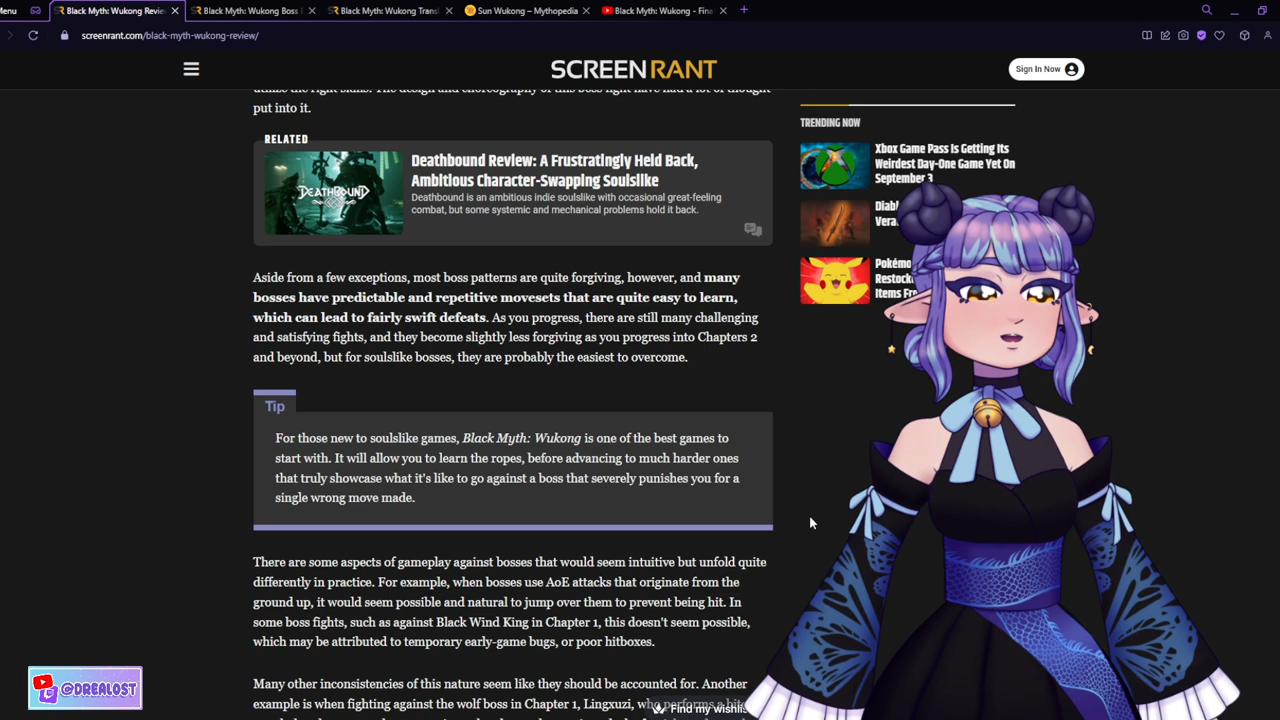 Menu
Black Myth: Wukong Revie
Black Myth: Wukong Boss
Black Myth: Wukong Trans
Sun Wukong – Mythopedia
Black Myth: Wukong - Fina
screenrant.com/black-myth-wukong-review/
SCREENRANT
Sign In Now
put into it.
RELATED
Deathbound Review: A Frustratingly Held Back,
Ambitious Character-Swapping Soulslike
Deathbound is an ambitious indie soulslike with occasional great-feeling
combat, but some systemic and mechanical problems hold it back.
DEATHBOUND
Aside from a few exceptions, most boss patterns are quite forgiving, however, and many
bosses have predictable and repetitive movesets that are quite easy to learn,
which can lead to fairly swift defeats. As you progress, there are still many challenging
and satisfying fights, and they become slightly less forgiving as you progress into Chapters 2
and beyond, but for soulslike bosses, they are probably the easiest to overcome.
Tip
For those new to soulslike games, Black Myth: Wukong is one of the best games to
start with. It will allow you to learn the ropes, before advancing to much harder ones
that truly showcase what it's like to go against a boss that severely punishes you for a
single wrong move made.
There are some aspects of gameplay against bosses that would seem intuitive but unfold quite
differently in practice. For example, when bosses use AoE attacks that originate from the
ground up, it would seem possible and natural to jump over them to prevent being hit. In
some boss fights, such as against Black Wind King in Chapter 1, this doesn't seem possible,
which may be attributed to temporary early-game bugs, or poor hitboxes.
Many other inconsistencies of this nature seem like they should be accounted for. Another
example is when fighting against the wolf boss in Chapter 1, Lingxuzi, who performs a bite
TRENDING NOW
Xbox Game Pass Is Getting Its
Weirdest Day-One Game Yet On
September 3
Diabl
Vera
Pokémo
Restock
Items Fr
@DREALOST
Find my wishlis